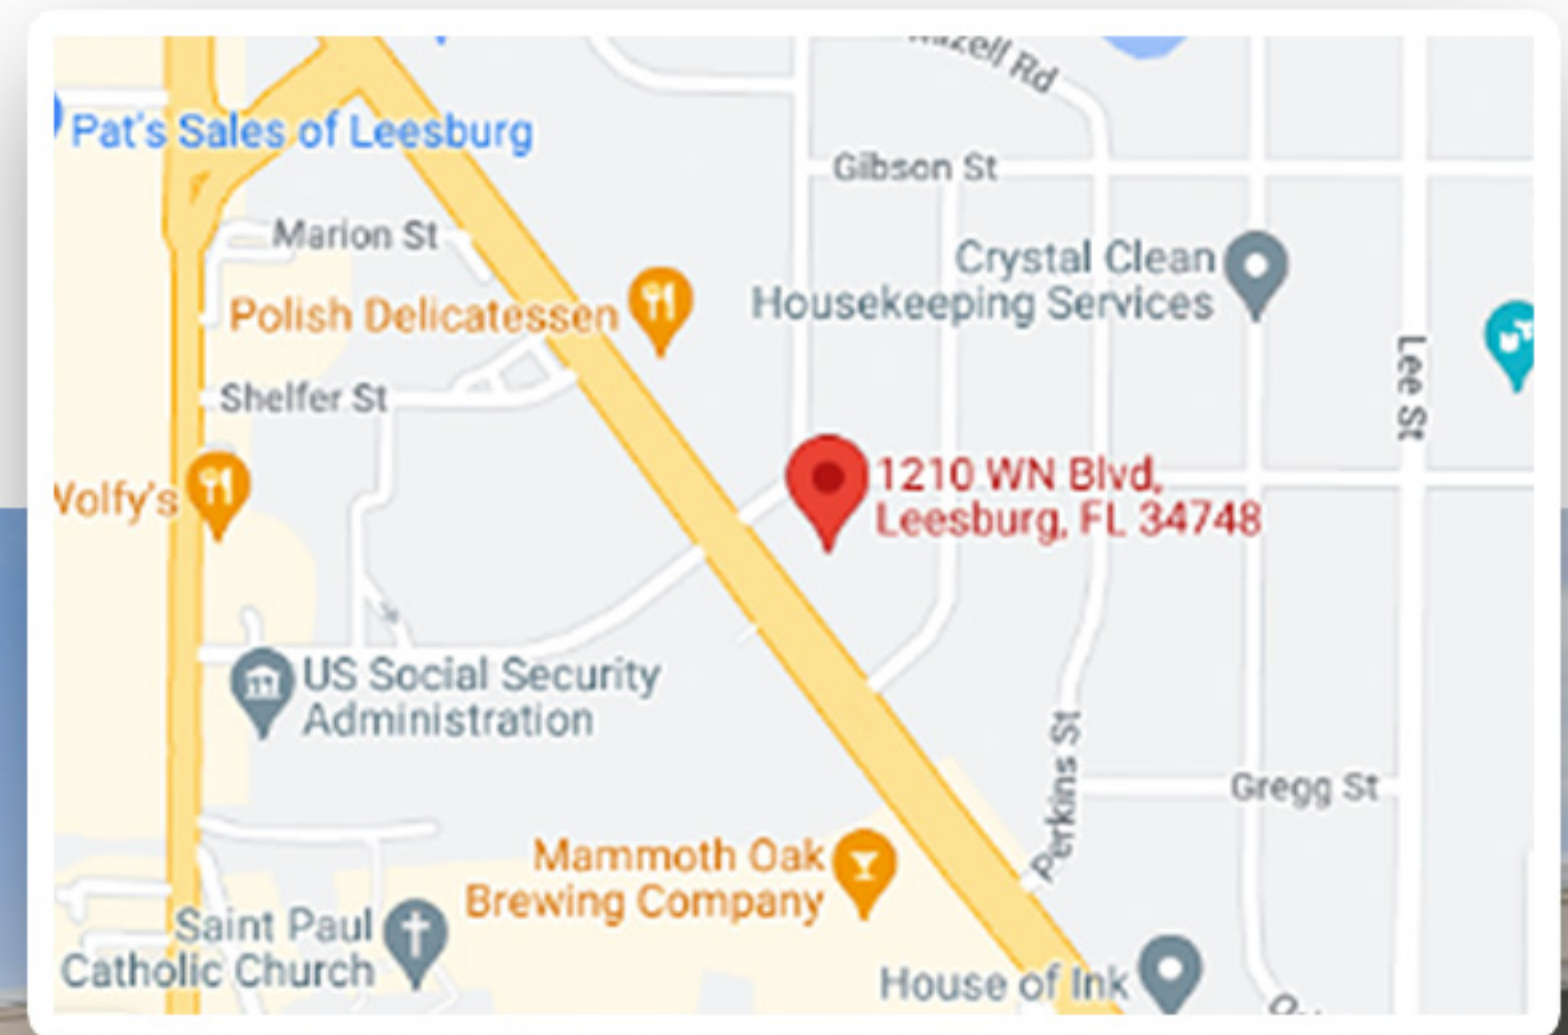 Rd
Pat's Sales of Leesburg
Gibson St
Marion St
Crystal Clean
Housekeeping Services
Polish Delicatessen
Lee St
Shelfer St
1210 WN Blvd,
Leesburg, FL 34748
US Social Security
Administration
Perkins St
Gregg St
Mammoth Oak
Brewing Company
Saint Paul
Catholic Church
House of Ink